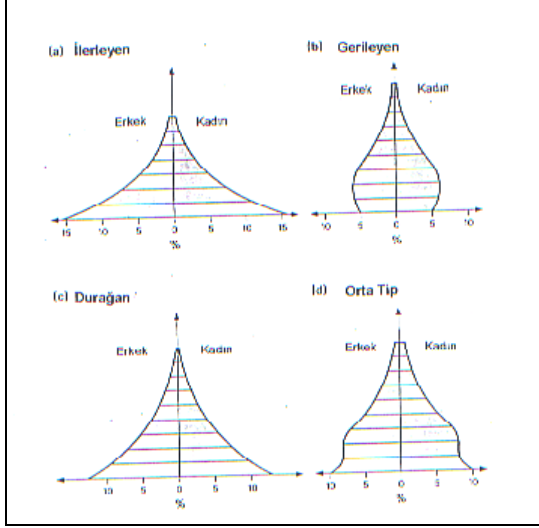 (a) İlerleyen
Erkek Kadın
15 10 5 0 5 10 15
%
(b) Gerileyen
Erkek Kadın
10 5 0 5 10
%
(c) Durağan
Erkek Kadın
10 5 0 5 10
%
(d) Orta Tip
Erkek Kadın
10 5 0 5 10
%